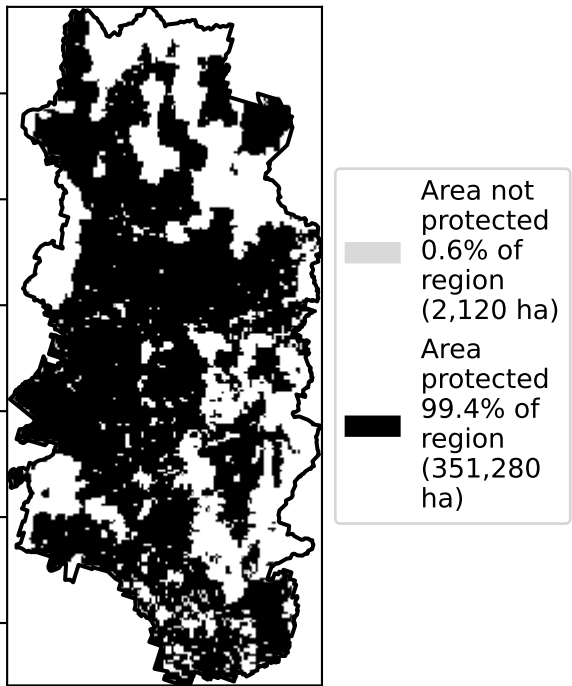 Area not
protected
0.6% of
region
(2,120 ha)
Area
protected
99.4% of
region
(351,280
ha)